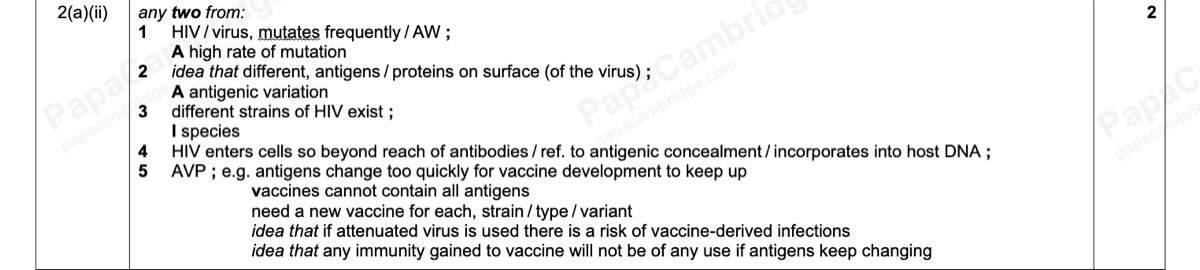 2(a)(ii) any two from: 2
1 HIV / virus, mutates frequently / AW ;
A high rate of mutation
2 idea that different, antigens / proteins on surface (of the virus) ;
A antigenic variation
3 different strains of HIV exist ;
I species
4 HIV enters cells so beyond reach of antibodies / ref. to antigenic concealment / incorporates into host DNA ;
5 AVP ; e.g. antigens change too quickly for vaccine development to keep up
vaccines cannot contain all antigens
need a new vaccine for each, strain / type / variant
idea that if attenuated virus is used there is a risk of vaccine-derived infections
idea that any immunity gained to vaccine will not be of any use if antigens keep changing
PapaCambridge
papacambridge.com